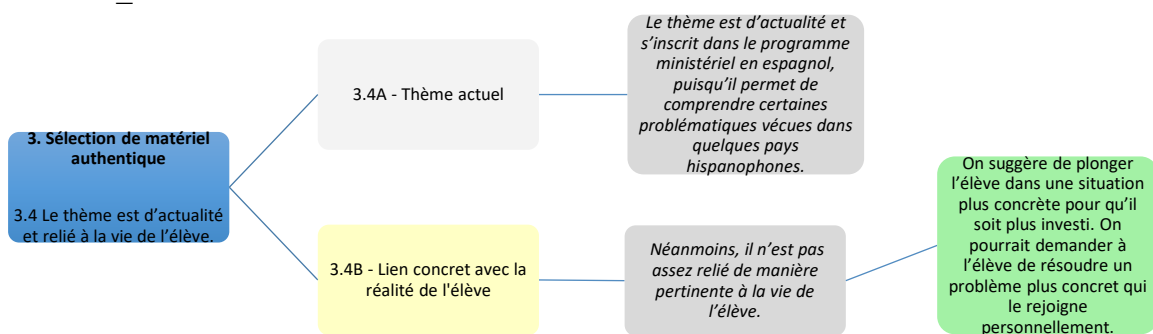 3. Sélection de matériel
authentique
3.4 Le thème est d’actualité
et relié à la vie de l’élève.
3.4A - Thème actuel
Le thème est d’actualité et
s’inscrit dans le programme
ministériel en espagnol,
puisqu’il permet de
comprendre certaines
problématiques vécues dans
quelques pays
hispanophones.
3.4B - Lien concret avec la
réalité de l'élève
Néanmoins, il n’est pas
assez relié de manière
pertinente à la vie de
l’élève.
On suggère de plonger
l’élève dans une situation
plus concrète pour qu’il
soit plus investi. On
pourrait demander à
l’élève de résoudre un
problème plus concret qui
le rejoigne
personnellement.